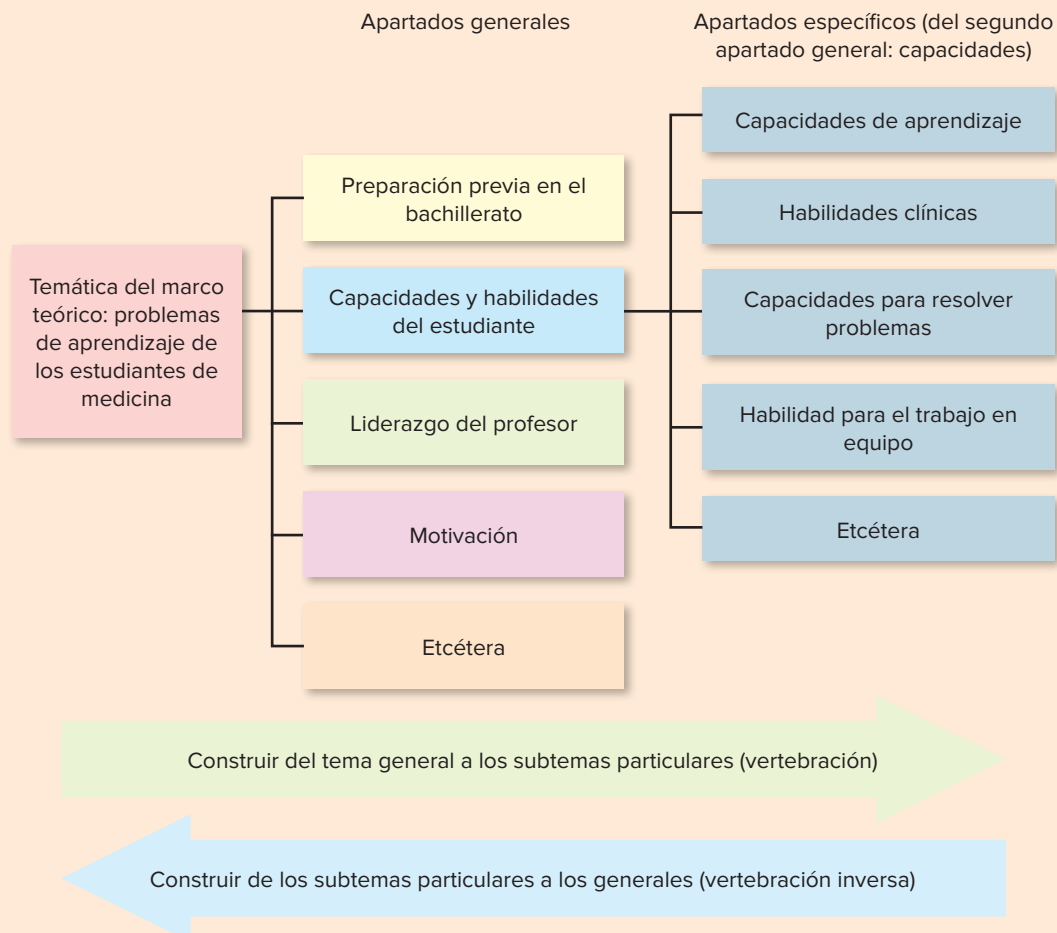 Apartados generales
Apartados específicos (del segundo
apartado general: capacidades)
Temática del marco
teórico: problemas
de aprendizaje de
los estudiantes de
medicina
Preparación previa en el
bachillerato
Capacidades y habilidades
del estudiante
Liderazgo del profesor
Motivación
Etcétera
Capacidades de aprendizaje
Habilidades clínicas
Capacidades para resolver
problemas
Habilidad para el trabajo en
equipo
Etcétera
Construir del tema general a los subtemas particulares (vertebración)
Construir de los subtemas particulares a los generales (vertebración inversa)